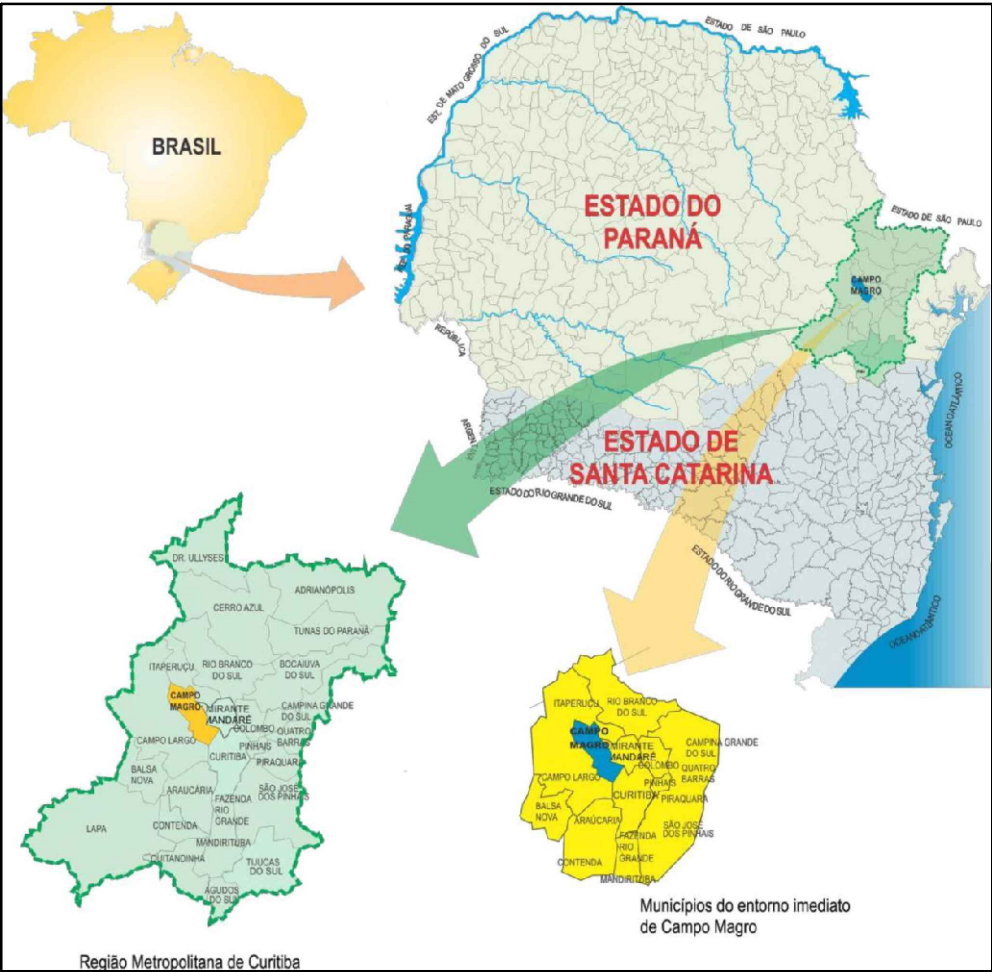 BRASIL
EST. DE MATO GROSSO DO SUL
ESTADO DE SÃO PAULO
ESTADO DO
PARANÁ
ESTADO DE SÃO PAULO
CAMPO
MAGRO
REPÚBLICA
ARGEN
OCEANO ATLÂNTICO
ESTADO DE
SANTA CATARINA
ESTADO DO RIO GRANDE DO SUL
ESTADO DO RIO GRANDE DO SUL
OCEANO ATLÂNTICO
DR. ULLYSES
ADRIANÓPOLIS
CERRO AZUL
TUNAS DO PARANÁ
ITAPERUÇU
RIO BRANCO
DO SUL
BOCAIUVA
DO SUL
CAMPO
MAGRO
MIRANTE
MANDARÉ
CAMPINA GRANDE
DO SUL
COLOMBO
QUATRO
BARRAS
CAMPO LARGO
PINHAIS
CURITIBA
PIRAQUARA
BALSA
NOVA
ARAUCÁRIA
FAZENDA
RIO
GRANDE
SÃO JOSÉ
DOS PINHAIS
LAPA
CONTENDA
MANDIRITUBA
QUITANDINHA
TIJUCAS
DO SUL
AGUDOS
DO SUL
Região Metropolitana de Curitiba
ITAPERUÇU
RIO BRANCO
DO SUL
CAMPO
MAGRO
MIRANTE
MANDARÉ
CAMPINA GRANDE
DO SUL
COLOMBO
QUATRO
BARRAS
CAMPO LARGO
PINHAIS
CURITIBA
PIRAQUARA
BALSA
NOVA
ARAUCÁRIA
FAZENDA
RIO
GRANDE
SÃO JOSÉ
DOS PINHAIS
CONTENDA
MANDIRITUBA
Municípios do entorno imediato
de Campo Magro